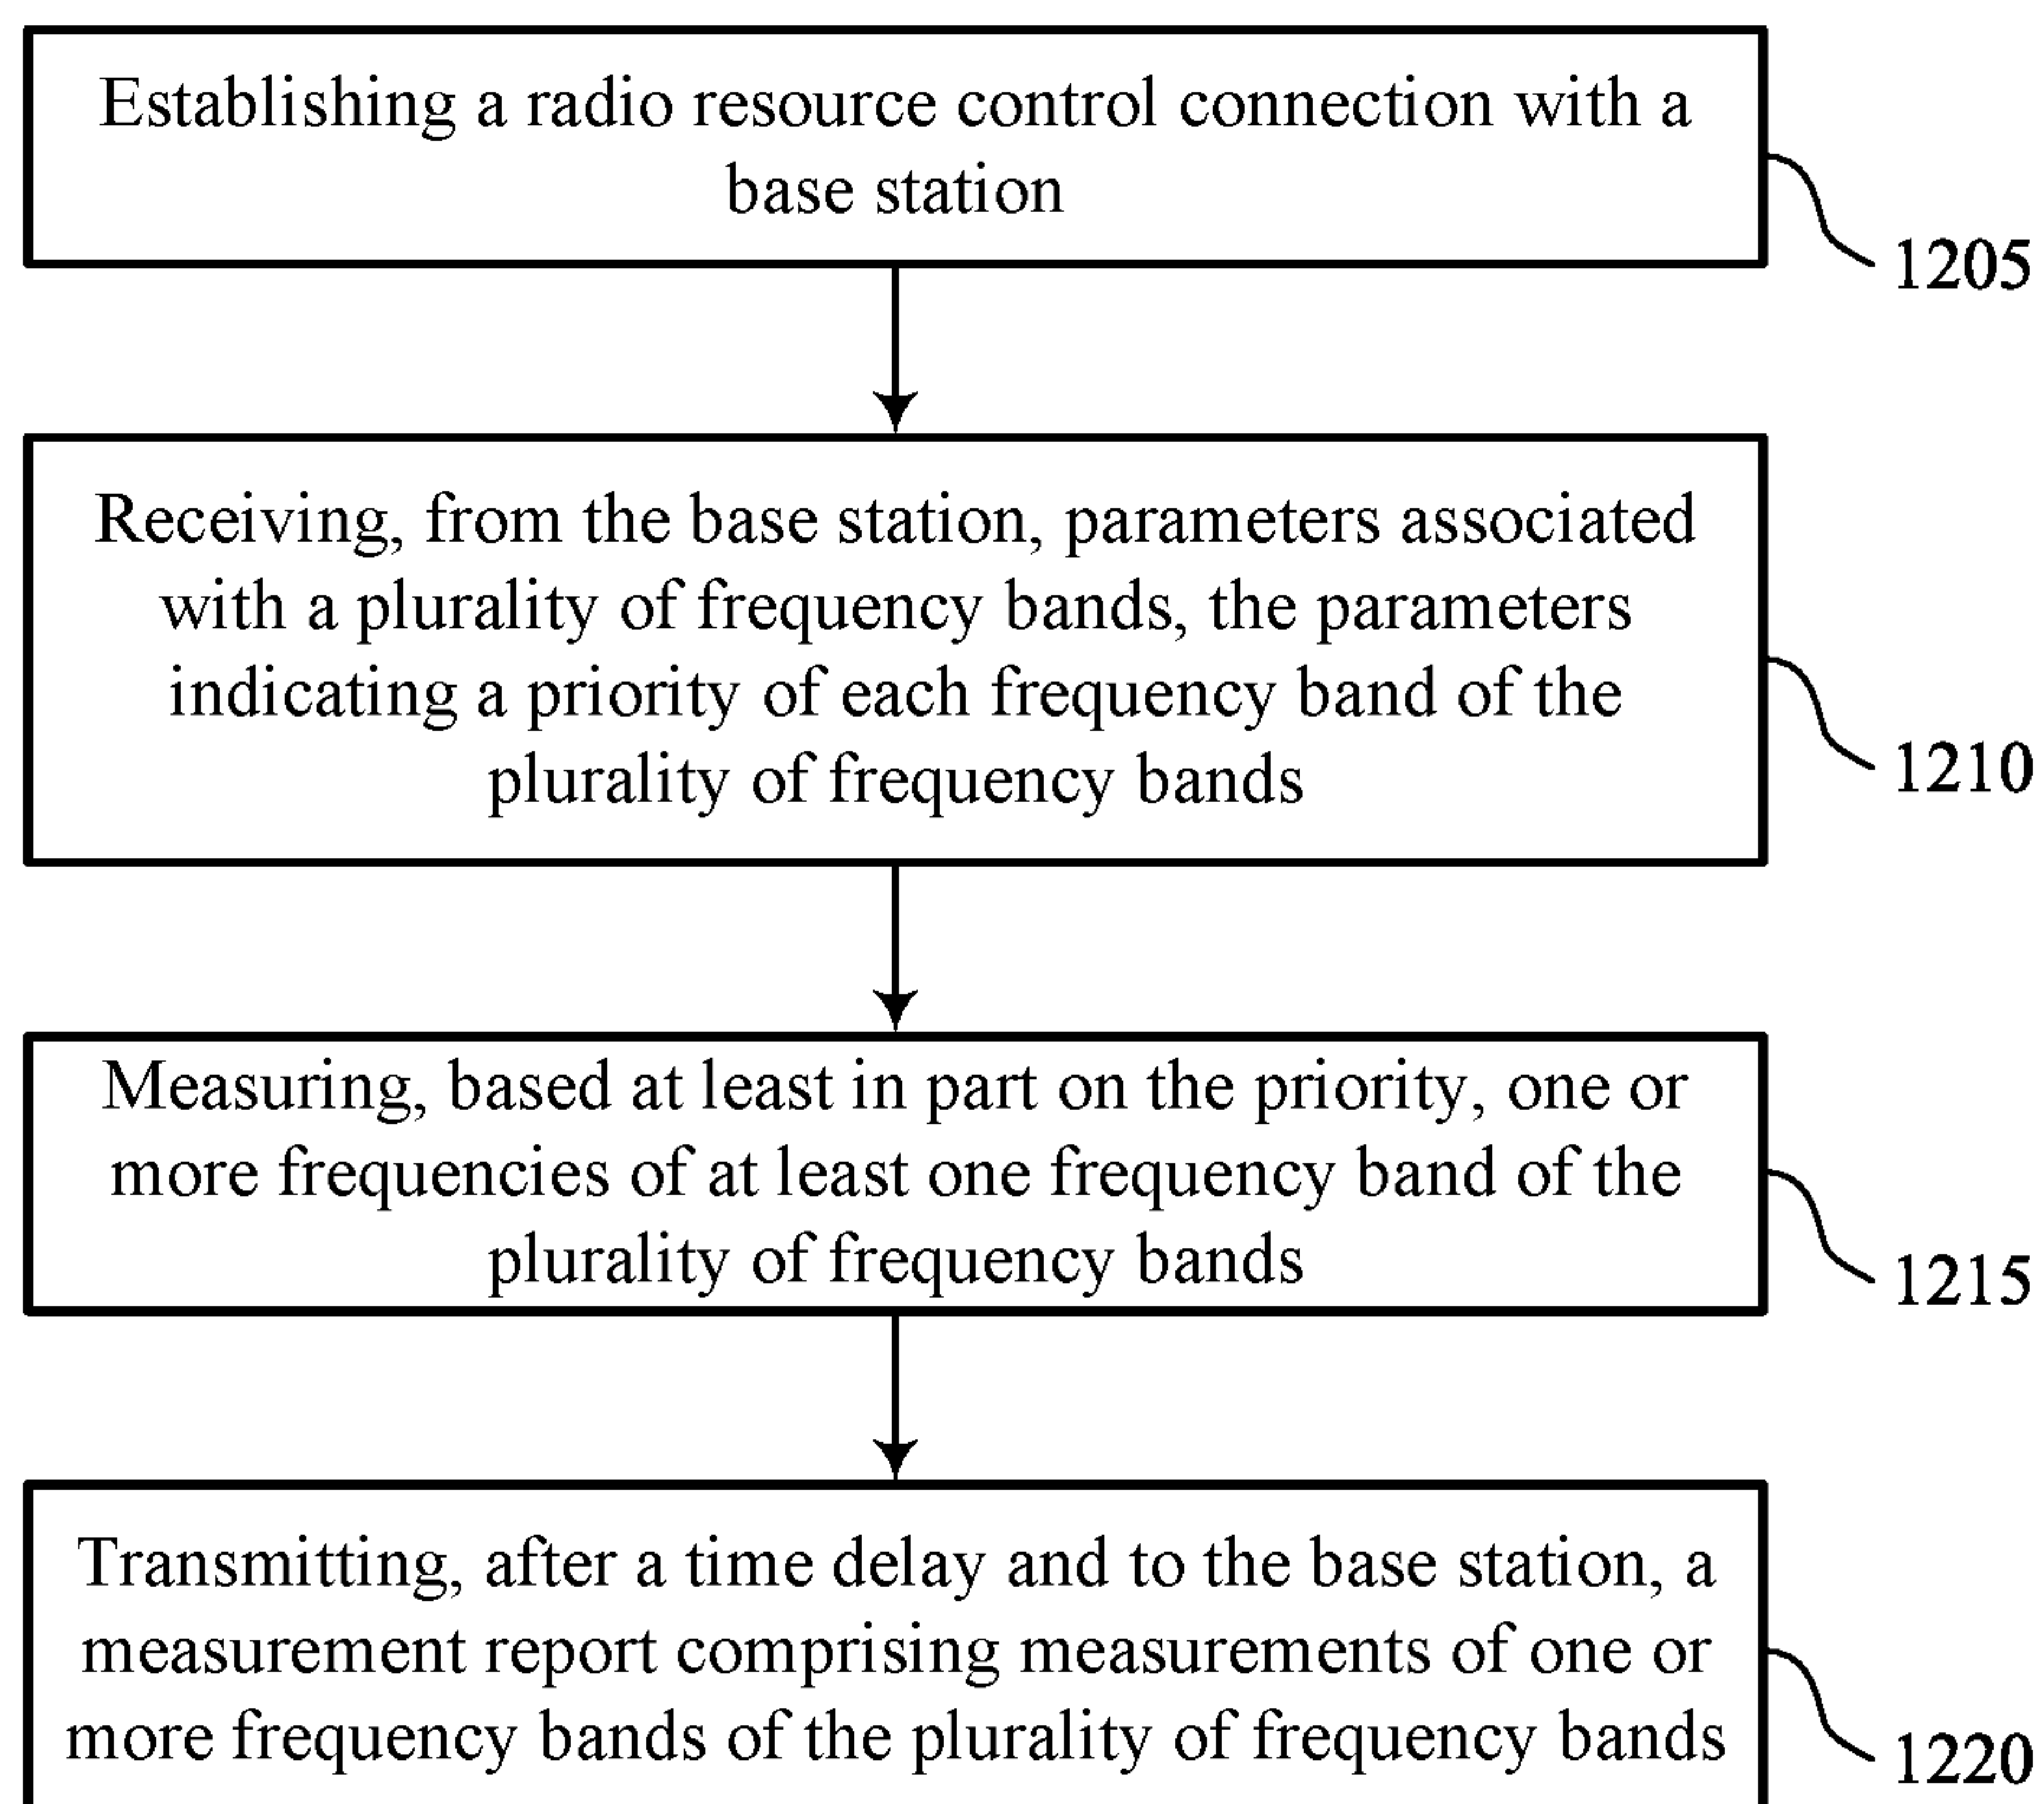 Establishing a radio resource control connection with a
base station
1205
Receiving, from the base station, parameters associated
with a plurality of frequency bands, the parameters
indicating a priority of each frequency band of the
plurality of frequency bands
1210
Measuring, based at least in part on the priority, one or
more frequencies of at least one frequency band of the
plurality of frequency bands
1215
Transmitting, after a time delay and to the base station, a
measurement report comprising measurements of one or
more frequency bands of the plurality of frequency bands
1220